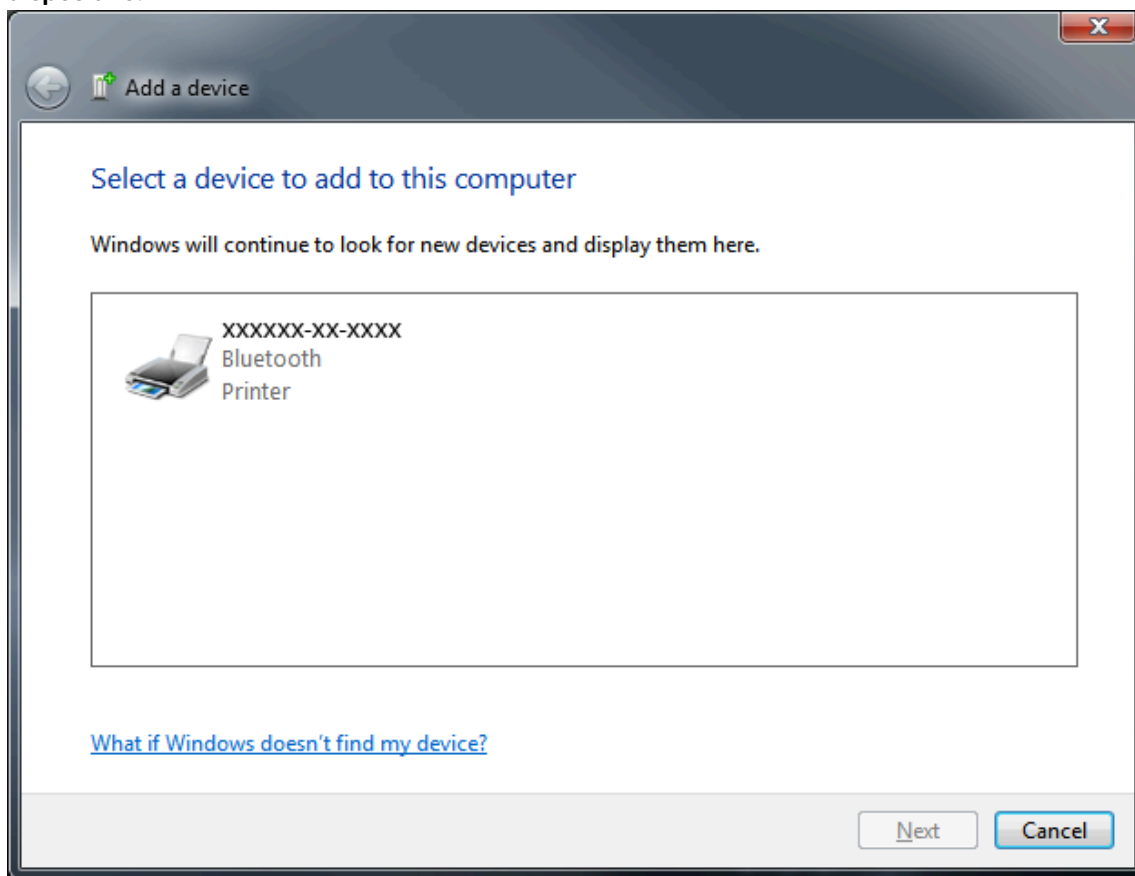 Add a device
Select a device to add to this computer
Windows will continue to look for new devices and display them here.
XXXXXX-XX-XXXX
Bluetooth
Printer
What if Windows doesn't find my device?
Next
Cancel